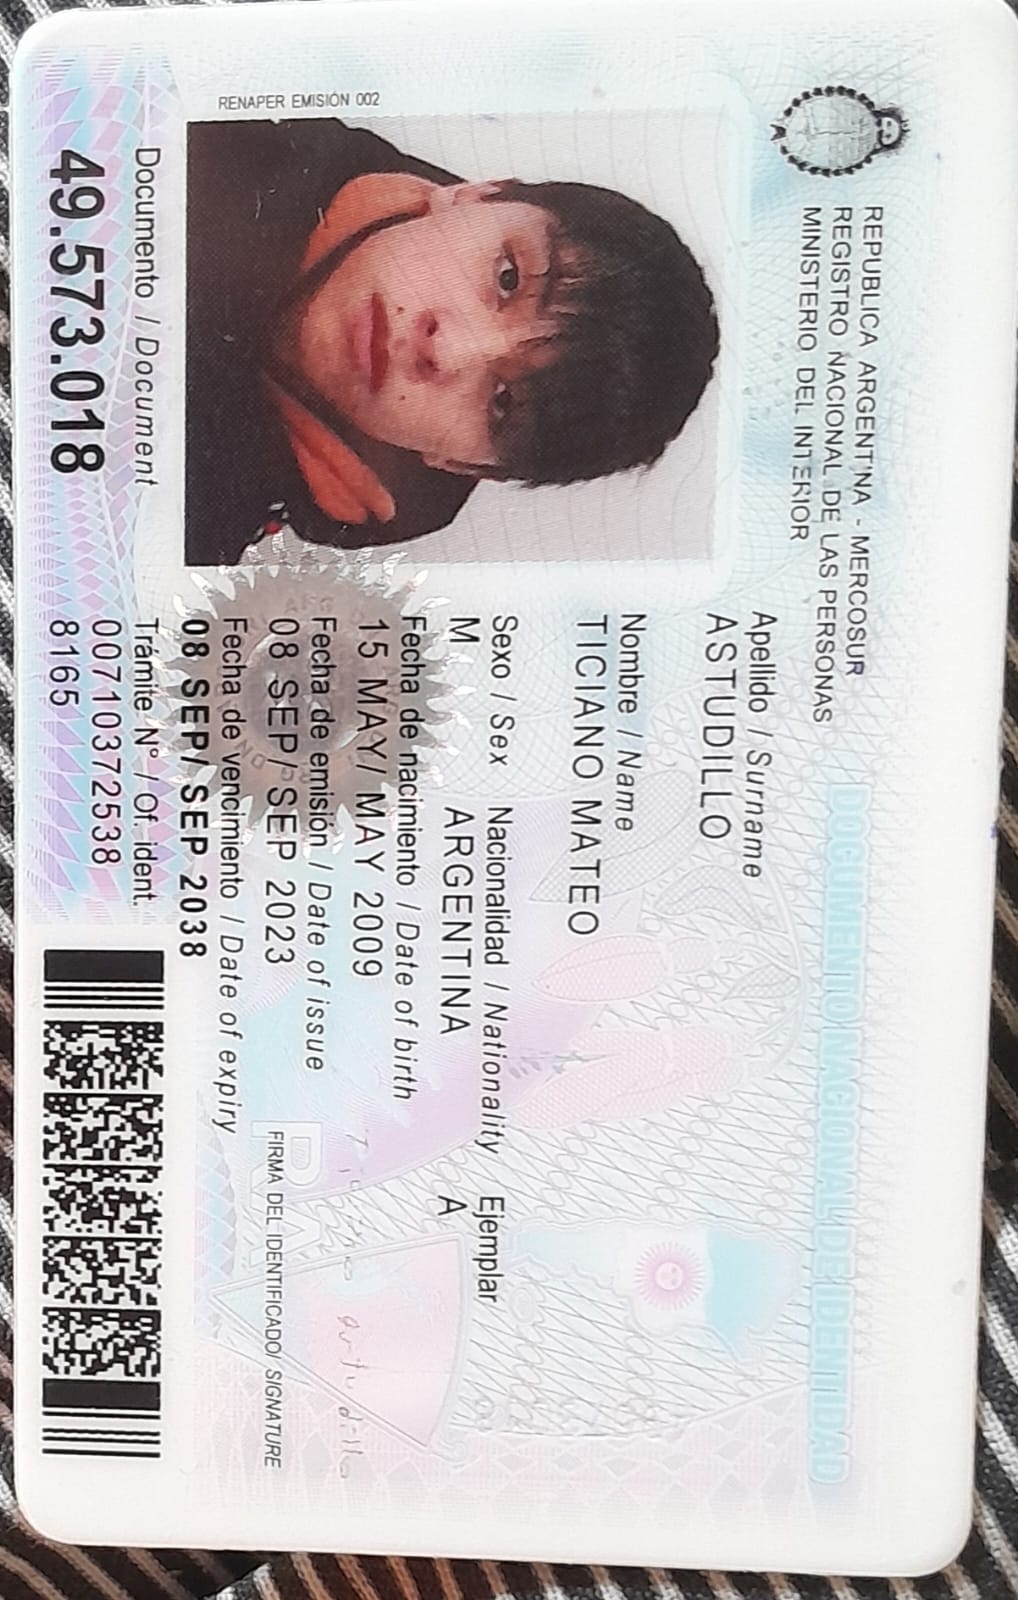 REPUBLICA ARGENTINA - MERCOSUR
REGISTRO NACIONAL DE LAS PERSONAS
MINISTERIO DEL INTERIOR
DOCUMENTO NACIONAL DE IDENTIDAD
RENAPER EMISIÓN 002
Apellido / Surname
ASTUDILLO
Nombre / Name
TICIANO MATEO
Sexo / Sex Nacionalidad / Nationality Ejemplar
M ARGENTINA A
Fecha de nacimiento / Date of birth
15 MAY/ MAY 2009
Fecha de emisión / Date of issue
08 SEP/ SEP 2023
Fecha de vencimiento / Date of expiry
08 SEP/ SEP 2038
FIRMA DEL IDENTIFICADO/ SIGNATURE
Documento / Document
49.573.018
Trámite Nº / Of. ident.
00710372538
8165